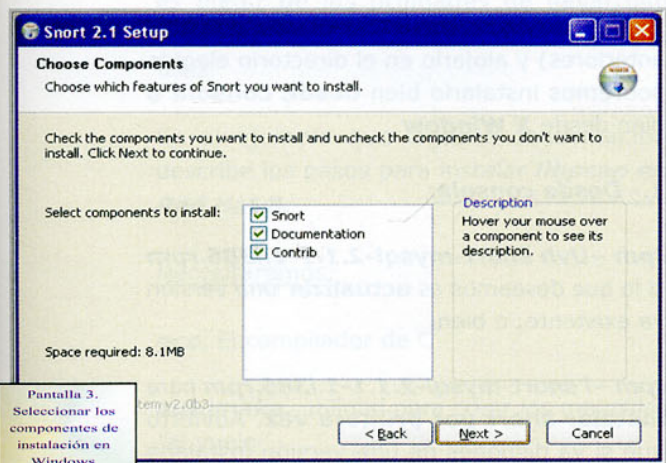 Snort 2.1 Setup
Choose Components
Choose which features of Snort you want to install.
Check the components you want to install and uncheck the components you don't want to
install. Click Next to continue.
Select components to install:
Snort
Documentation
Contrib
Description
Hover your mouse over
a component to see its
description.
Space required: 8.1MB
tem v2.0b3
< Back
Next >
Cancel
Pantalla 3.
Seleccionar los
componentes de
instalación en
Windows